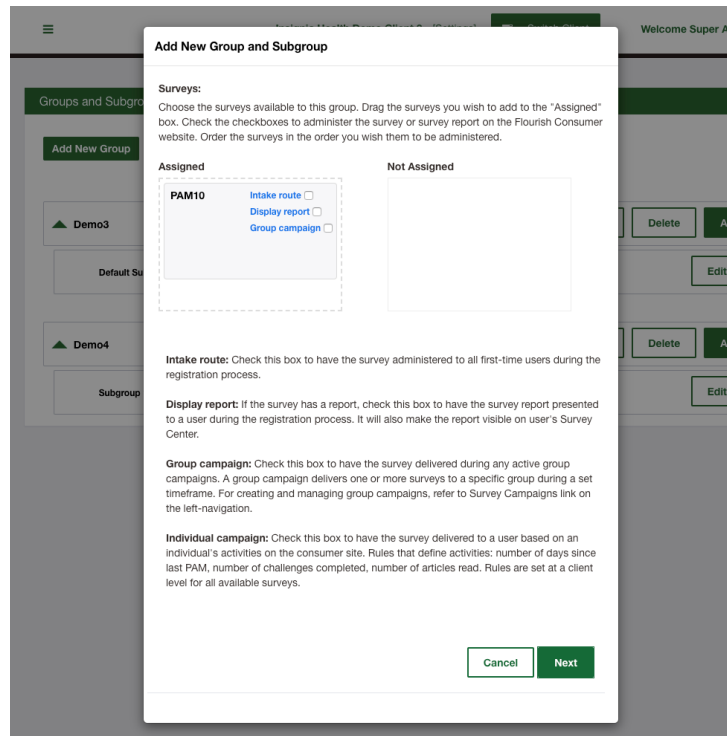 Welcome Super A
Add New Group and Subgroup
Groups and Subgro
Surveys:
Choose the surveys available to this group. Drag the surveys you wish to add to the "Assigned"
box. Check the checkboxes to administer the survey or survey report on the Flourish Consumer
website. Order the surveys in the order you wish them to be administered.
Add New Group
Assigned
Not Assigned
PAM10
Intake route
Display report
Group campaign
Demo3
Delete
A
Default Su
Edit
Demo4
Delete
A
Subgroup
Edit
Intake route: Check this box to have the survey administered to all first-time users during the
registration process.
Display report: If the survey has a report, check this box to have the survey report presented
to a user during the registration process. It will also make the report visible on user's Survey
Center.
Group campaign: Check this box to have the survey delivered during any active group
campaigns. A group campaign delivers one or more surveys to a specific group during a set
timeframe. For creating and managing group campaigns, refer to Survey Campaigns link on
the left-navigation.
Individual campaign: Check this box to have the survey delivered to a user based on an
individual's activities on the consumer site. Rules that define activities: number of days since
last PAM, number of challenges completed, number of articles read. Rules are set at a client
level for all available surveys.
Cancel
Next